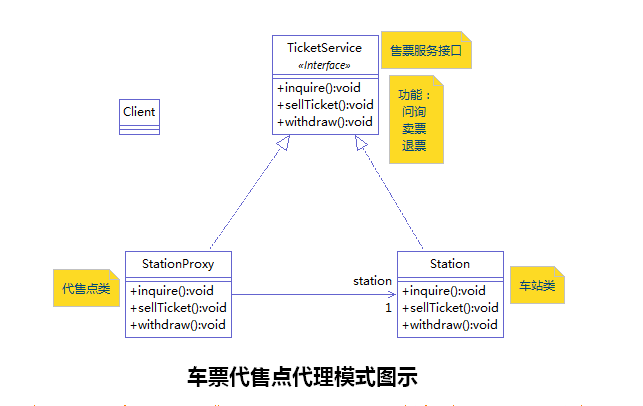 TicketService
«Interface»
+inquire():void
+sellTicket():void
+withdraw():void
售票服务接口
功能：
问询
卖票
退票
Client
代售点类
StationProxy
+inquire():void
+sellTicket():void
+withdraw():void
station
1
Station
+inquire():void
+sellTicket():void
+withdraw():void
车站类
车票代售点代理模式图示